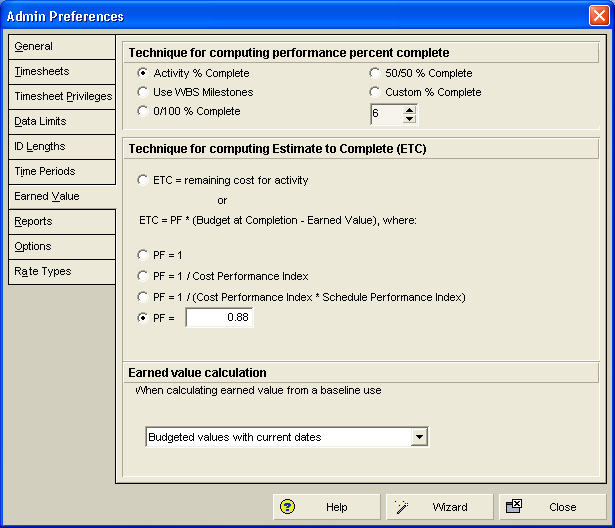 Admin Preferences
General
Timesheets
Timesheet Privileges
Data Limits
ID Lengths
Time Periods
Earned Value
Reports
Options
Rate Types
Technique for computing performance percent complete
Activity % Complete
50/50 % Complete
Use WBS Milestones
Custom % Complete
0/100 % Complete
6
Technique for computing Estimate to Complete (ETC)
ETC = remaining cost for activity
or
ETC = PF * (Budget at Completion - Earned Value), where:
PF = 1
PF = 1 / Cost Performance Index
PF = 1 / (Cost Performance Index * Schedule Performance Index)
PF = 0.88
Earned value calculation
When calculating earned value from a baseline use
Budgeted values with current dates
Help
Wizard
Close